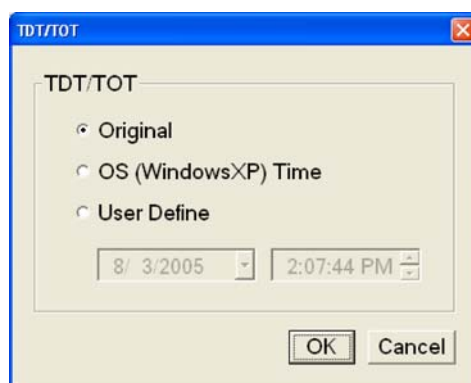 TDT/TOT
TDT/TOT
Original
OS (WindowsXP) Time
User Define
8/ 3/2005 2:07:44 PM
OK Cancel